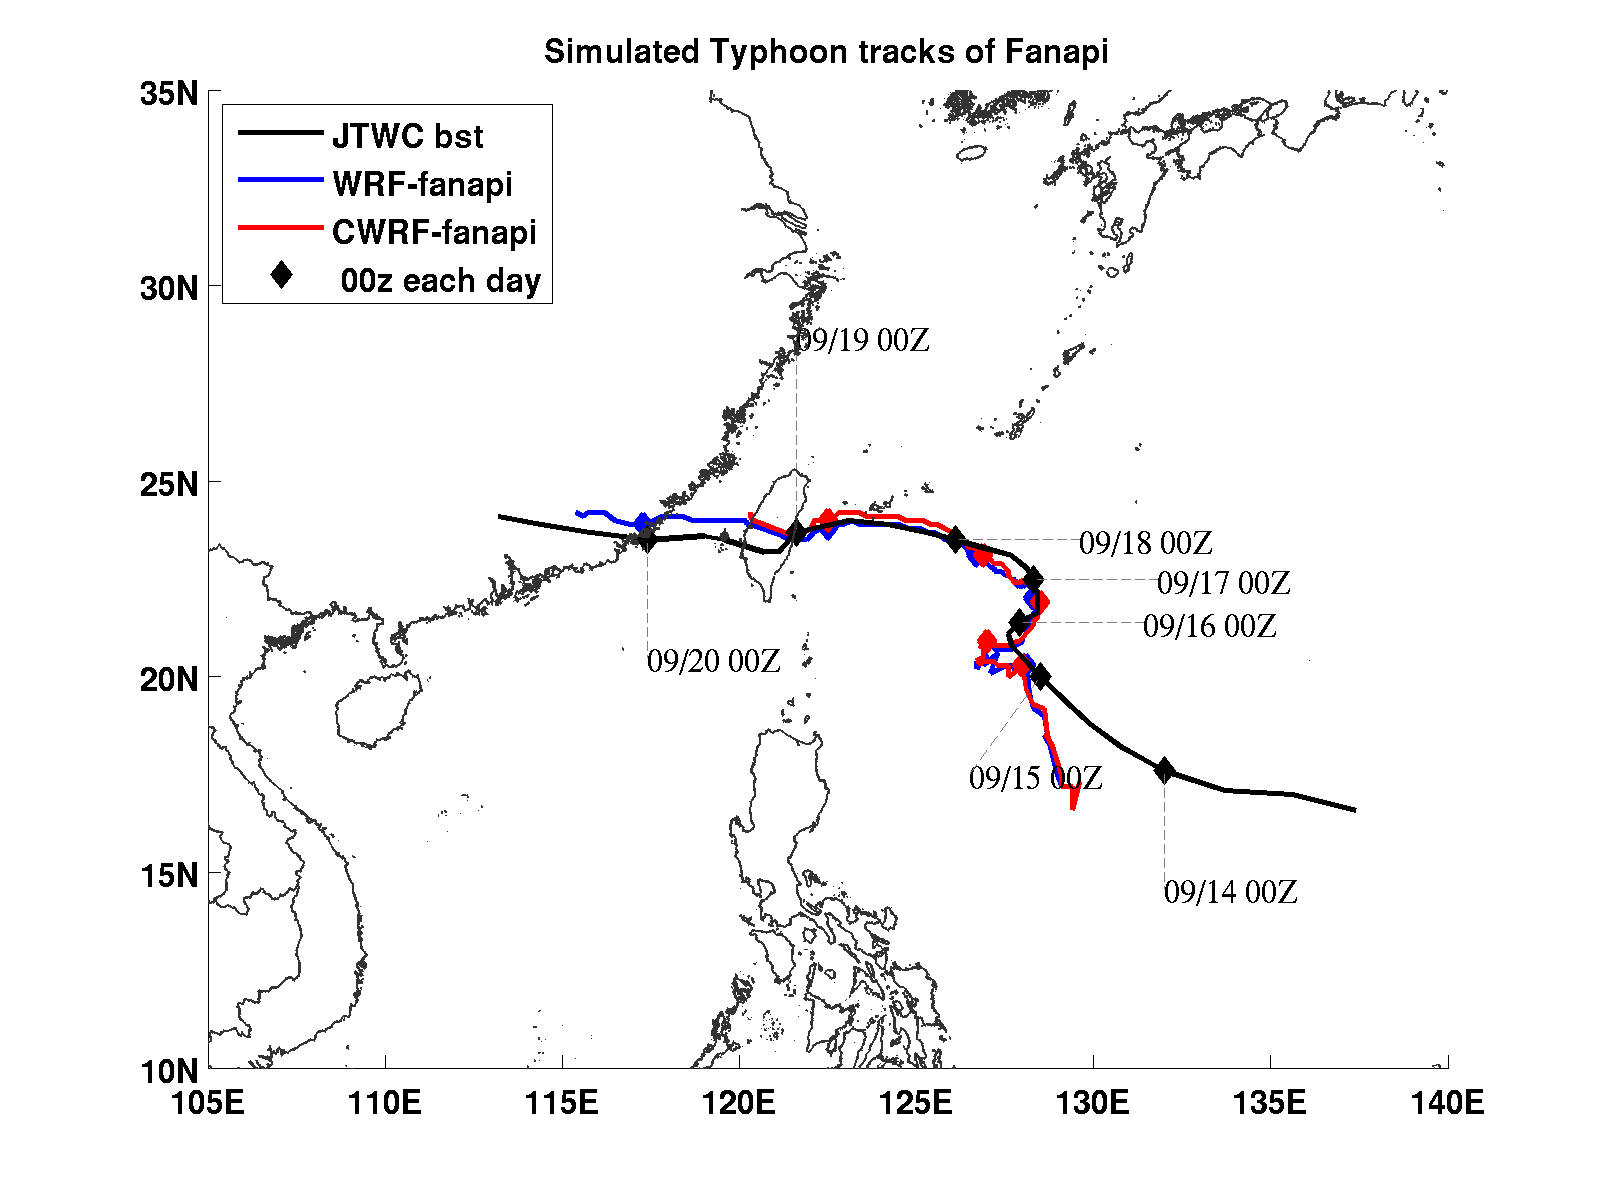 Simulated Typhoon tracks of Fanapi
35N
JTWC bst
WRF-fanapi
CWRF-fanapi
00z each day
30N
09/19 00Z
25N
09/18 00Z
09/17 00Z
09/16 00Z
09/20 00Z
20N
09/15 00Z
15N
09/14 00Z
10N
105E 110E 115E 120E 125E 130E 135E 140E